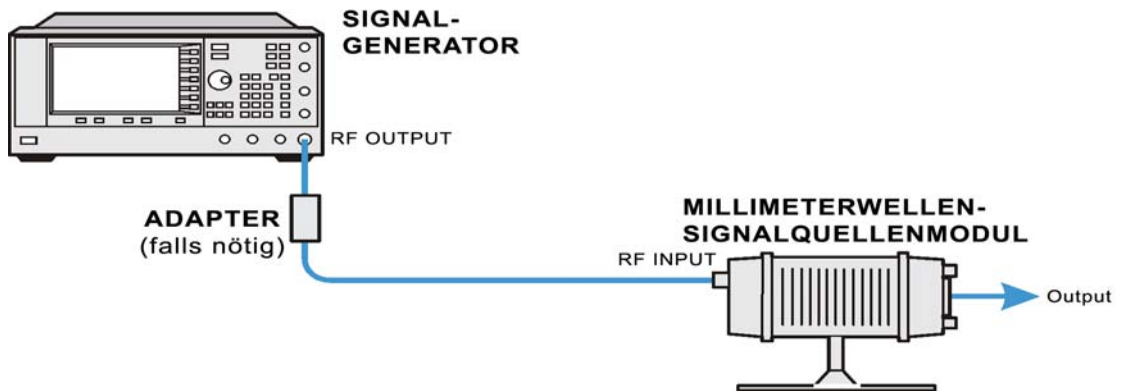 SIGNAL-
GENERATOR
RF OUTPUT
ADAPTER
(falls nötig)
MILLIMETERWELLEN-
SIGNALQUELLENMODUL
RF INPUT
Output